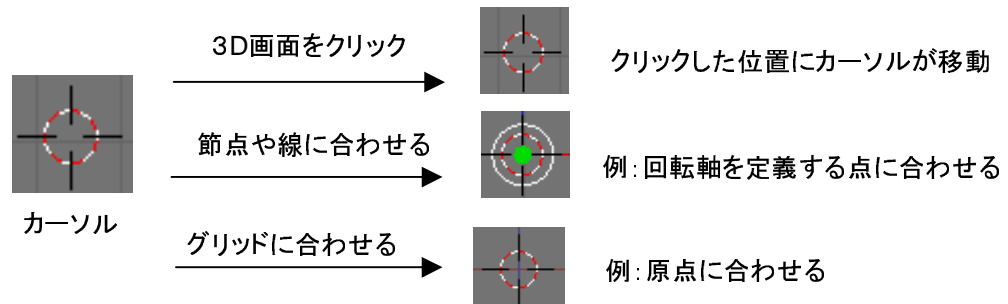 3D画面をクリック
クリックした位置にカーソルが移動
節点や線に合わせる
例：回転軸を定義する点に合わせる
カーソル
グリッドに合わせる
例：原点に合わせる